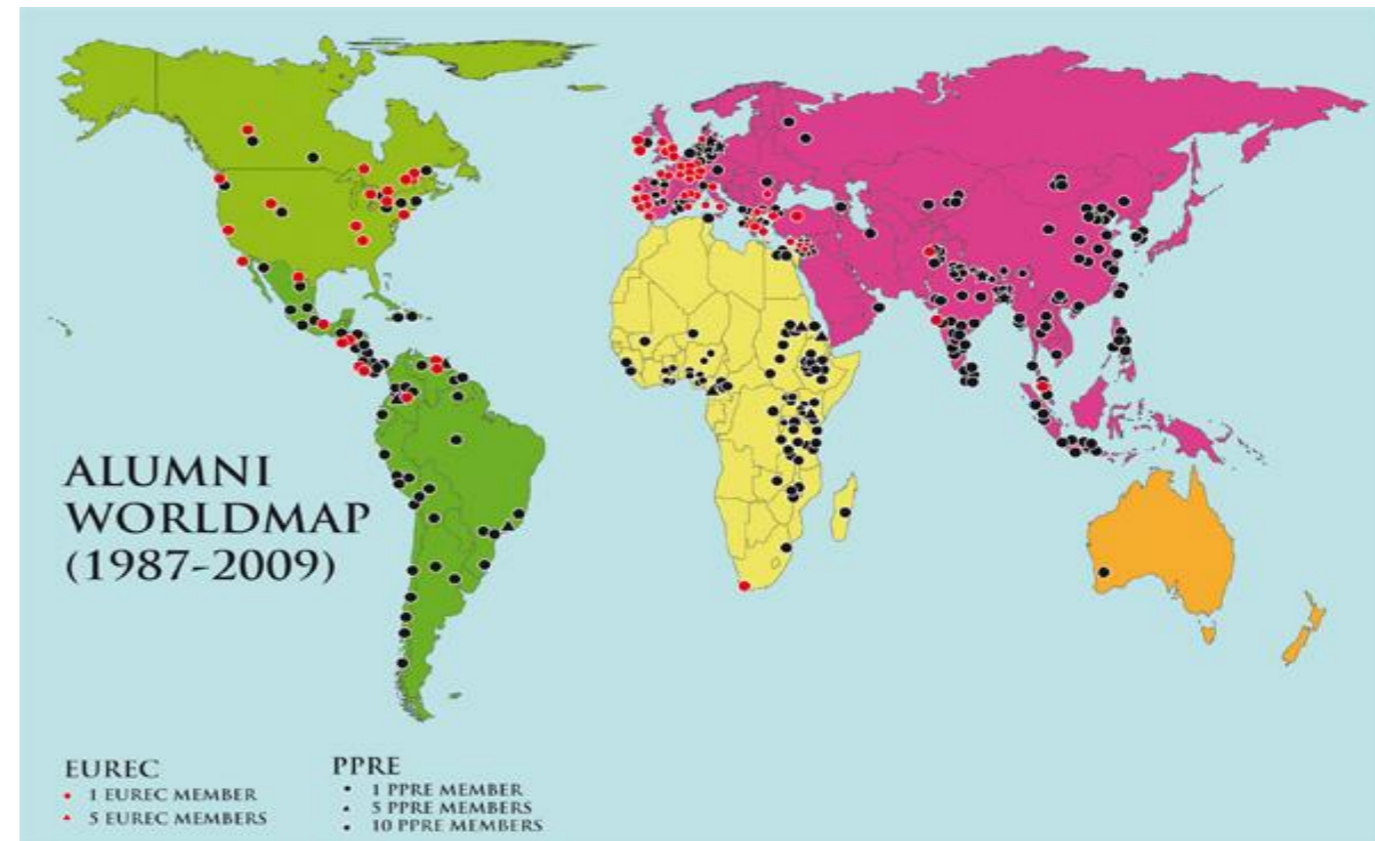 ALUMNI
WORLDMAP
(1987-2009)
EUREC
1 EUREC MEMBER
5 EUREC MEMBERS
PPRE
1 PPRE MEMBER
5 PPRE MEMBERS
10 PPRE MEMBERS